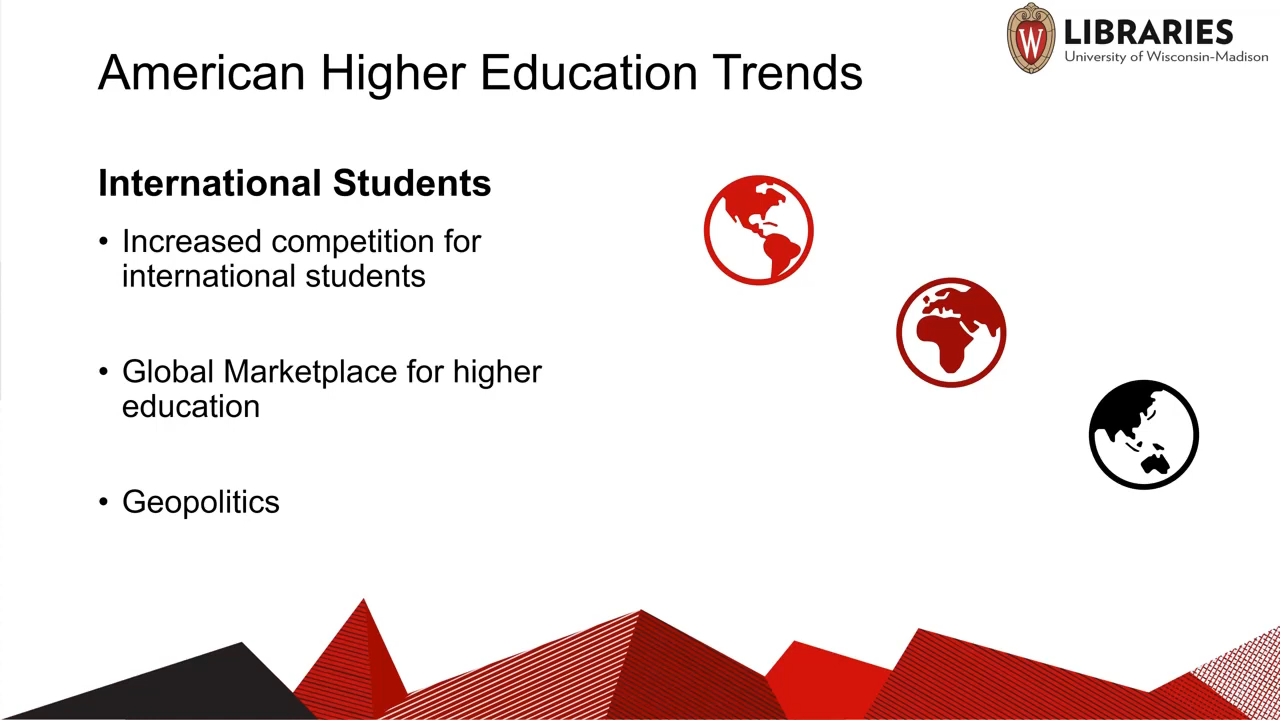 W LIBRARIES
University of Wisconsin-Madison
American Higher Education Trends
International Students
• Increased competition for
international students
• Global Marketplace for higher
education
• Geopolitics